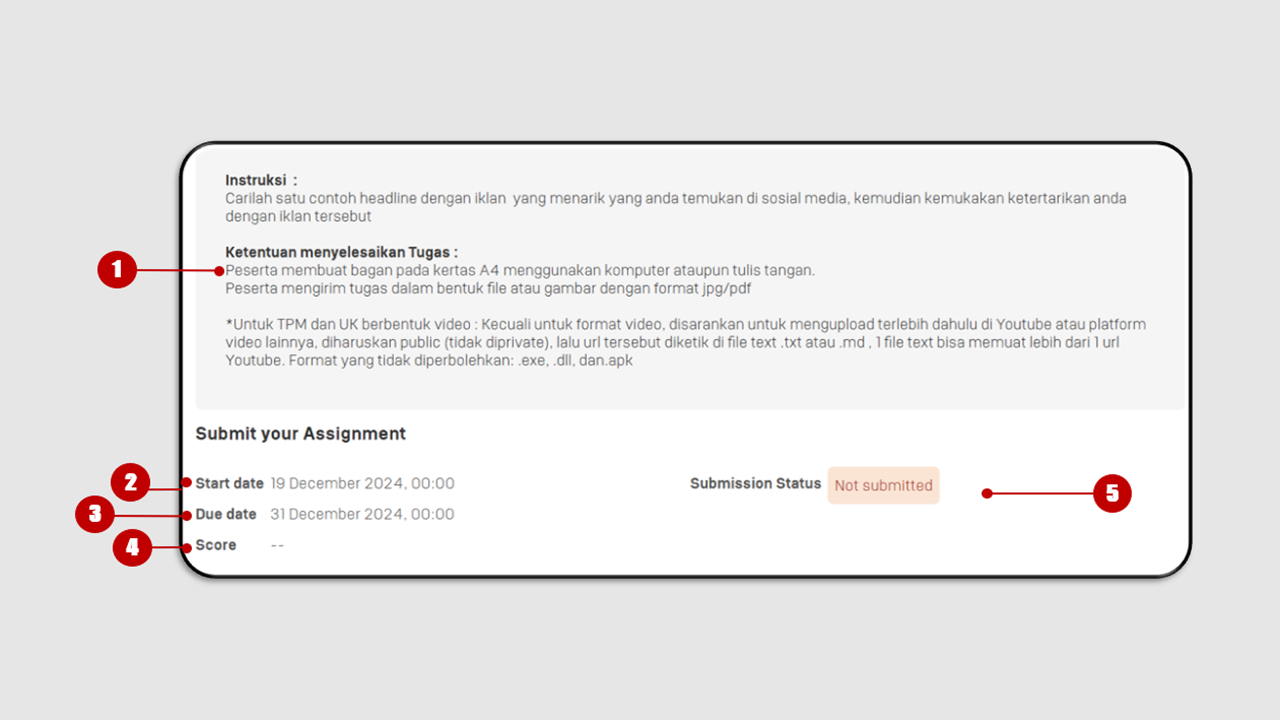 Instruksi :
Carilah satu contoh headline dengan iklan yang menarik yang anda temukan di sosial media, kemudian kemukakan ketertarikan anda
dengan iklan tersebut
Ketentuan menyelesaikan Tugas :
1
Peserta membuat bagan pada kertas A4 menggunakan komputer ataupun tulis tangan.
Peserta mengirim tugas dalam bentuk file atau gambar dengan format jpg/pdf
*Untuk TPM dan UK berbentuk video : Kecuali untuk format video, disarankan untuk mengupload terlebih dahulu di Youtube atau platform
video lainnya, diharuskan public (tidak diprivate), lalu url tersebut diketik di file text .txt atau .md , 1 file text bisa memuat lebih dari 1 url
Youtube. Format yang tidak diperbolehkan: .exe, .dll, dan.apk
Submit your Assignment
2 Start date 19 December 2024, 00:00 Submission Status Not submitted 5
3 Due date 31 December 2024, 00:00
4 Score --